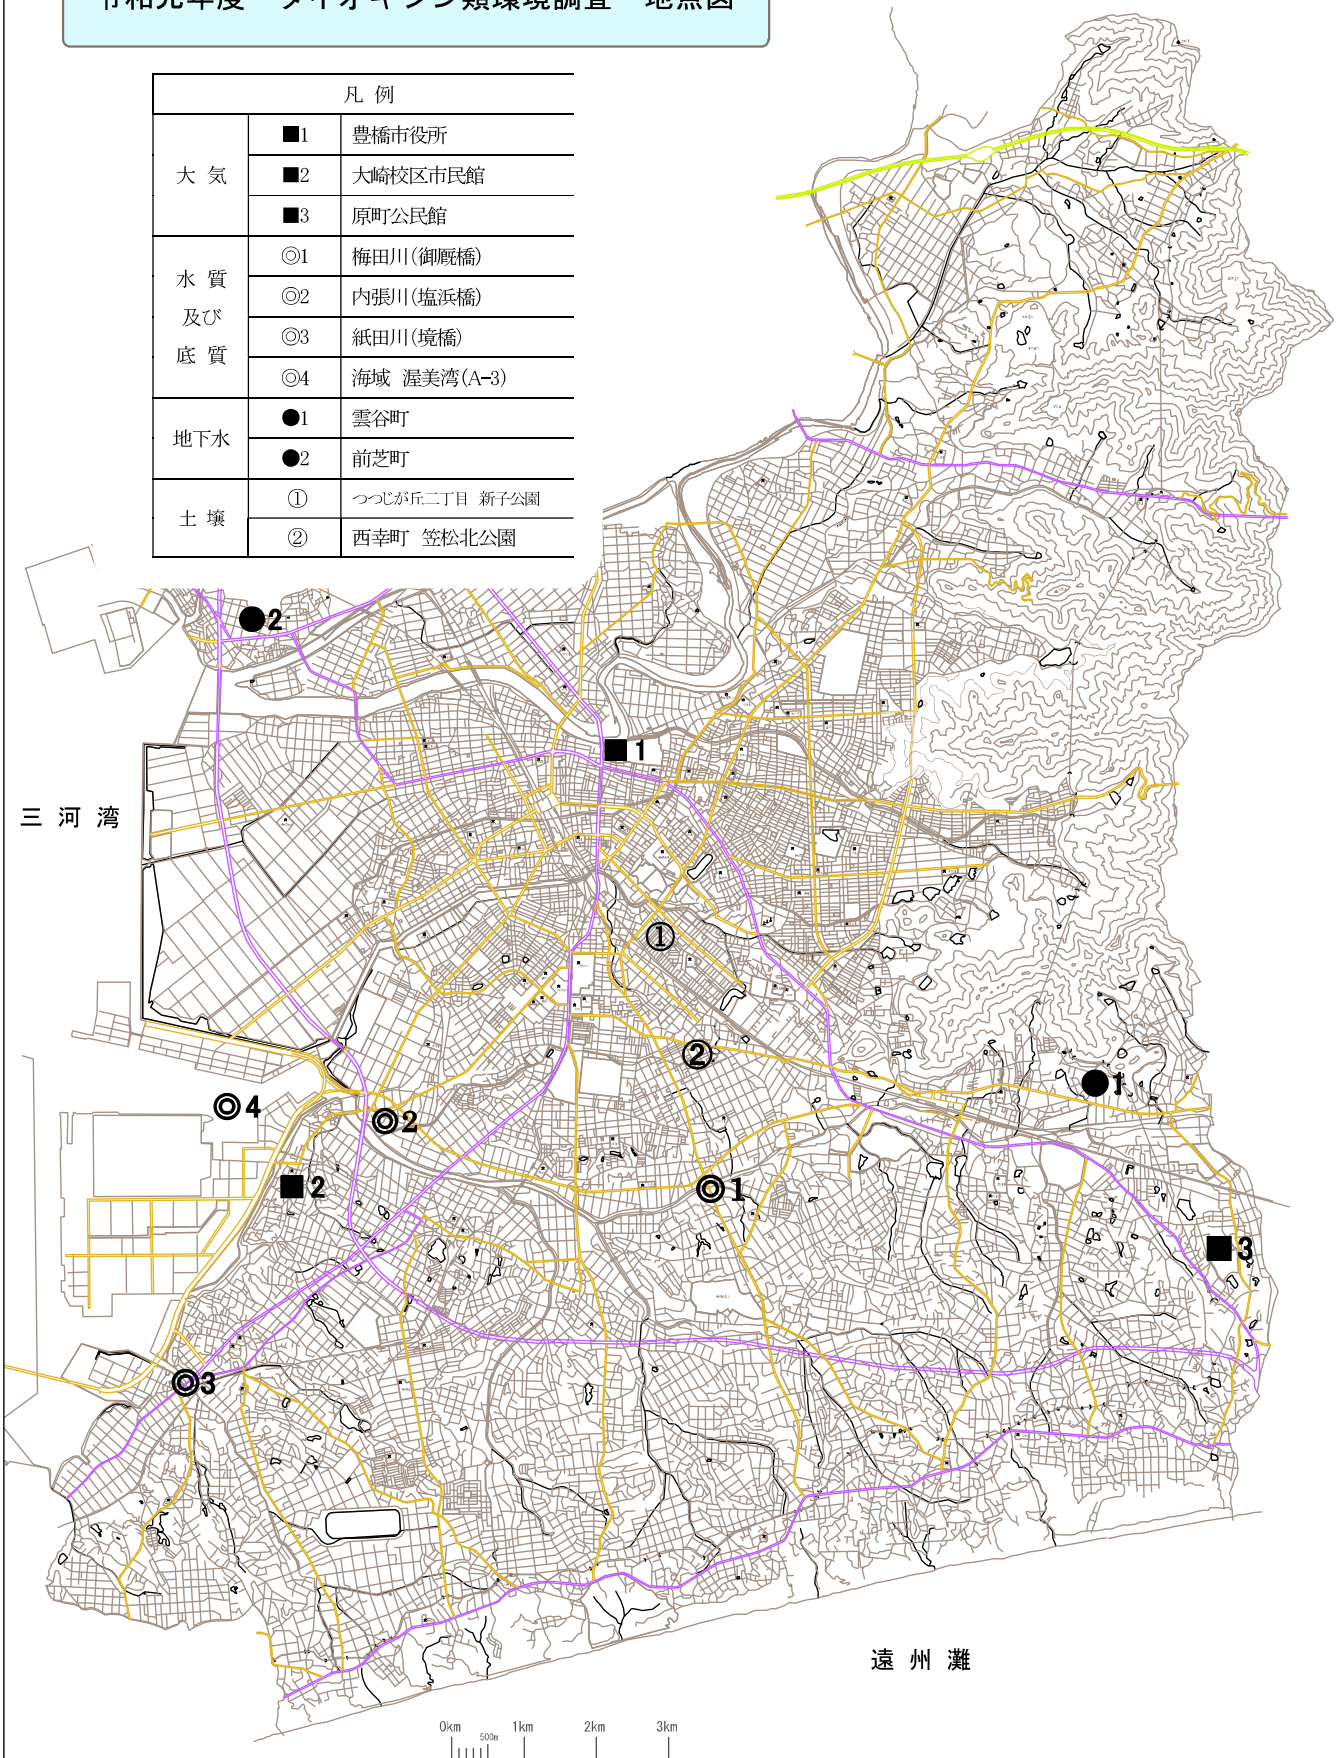 令和元年度 ダイオキシン類環境調査 地点図
凡 例
大 気
■1 豊橋市役所
■2 大崎校区市民館
■3 原町公民館
水 質
及び
底 質
◎1 梅田川(御厩橋)
◎2 内張川(塩浜橋)
◎3 紙田川(境橋)
◎4 海域 渥美湾(A-3)
地下水
●1 雲谷町
●2 前芝町
土 壌
① つつじが丘二丁目 新子公園
② 西幸町 笠松北公園
●2
■1
三 河 湾
①
②
●1
◎4
◎2
■2
◎1
■3
◎3
遠 州 灘
0km 500m 1km 2km 3km